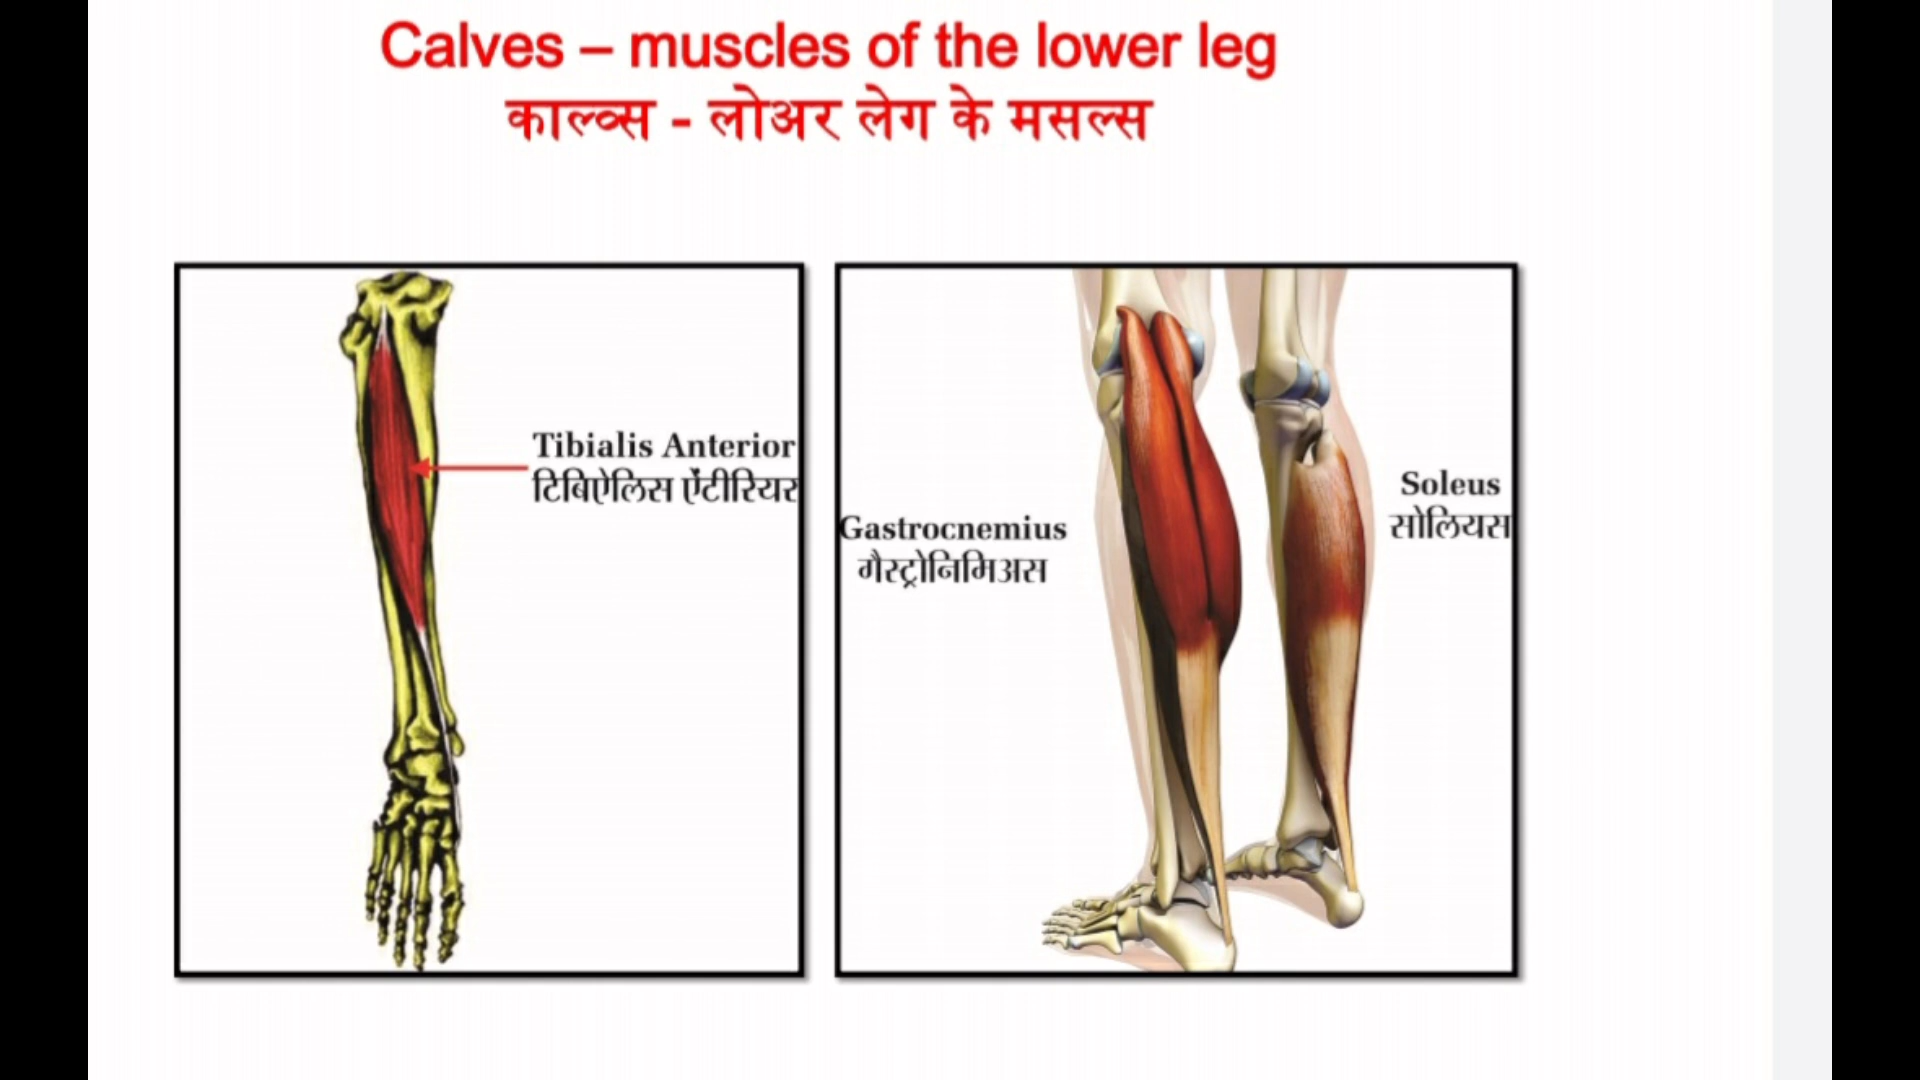 Calves – muscles of the lower leg
काल्व्स - लोअर लेग के मसल्स
Tibialis Anterior
टिबिऐलिस ऐंटीरियर
Gastrocnemius
गैस्ट्रोनिमिअस
Soleus
सोलियस